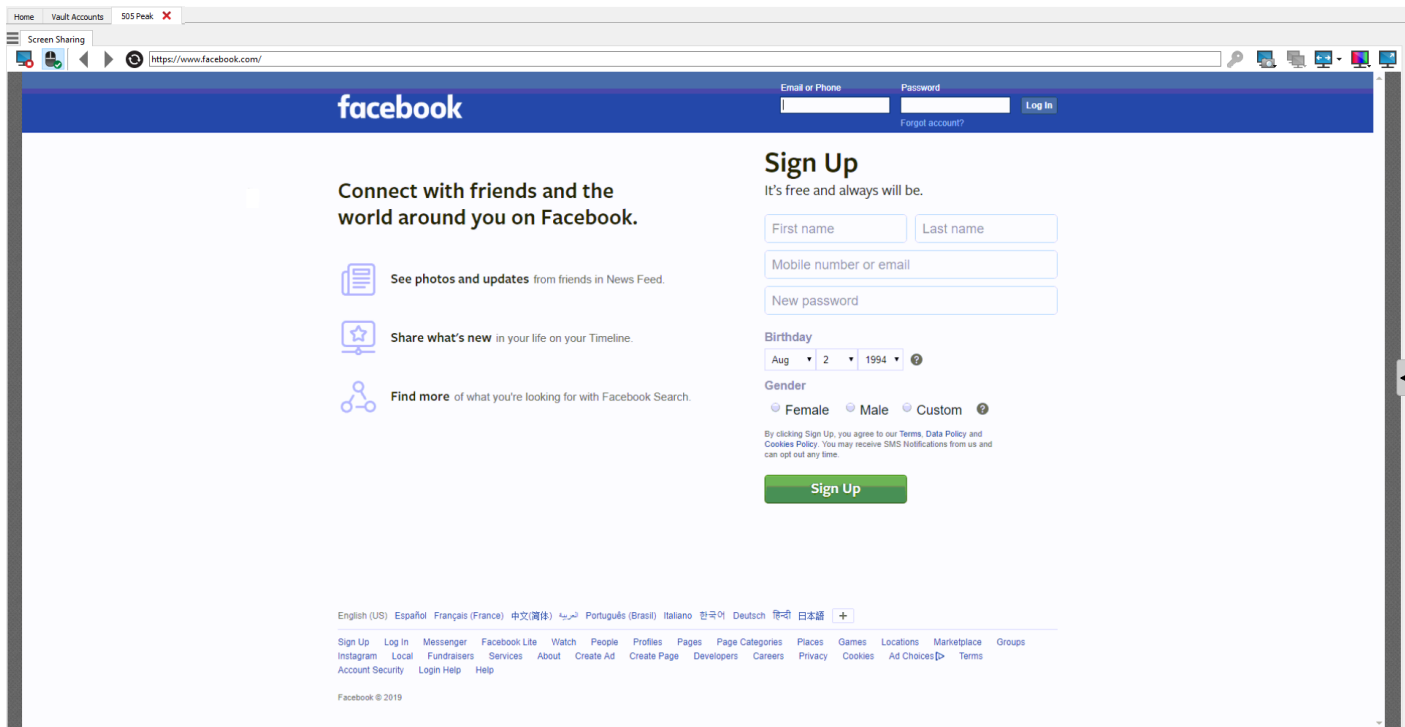 Home Vault Accounts 505 Peak
Screen Sharing
https://www.facebook.com/
facebook
Email or Phone Password
Log In
Forgot account?
Connect with friends and the
world around you on Facebook.
See photos and updates from friends in News Feed.
Share what's new in your life on your Timeline.
Find more of what you're looking for with Facebook Search.
Sign Up
It's free and always will be.
First name Last name
Mobile number or email
New password
Birthday
Aug 2 1994 ?
Gender
Female Male Custom ?
By clicking Sign Up, you agree to our Terms, Data Policy and
Cookies Policy. You may receive SMS Notifications from us and
can opt out any time.
Sign Up
English (US) Español Français (France) 中文(简体) العربية Português (Brasil) Italiano 한국어 Deutsch हिन्दी 日本語 +
Sign Up Log In Messenger Facebook Lite Watch People Profiles Pages Page Categories Places Games Locations Marketplace Groups
Instagram Local Fundraisers Services About Create Ad Create Page Developers Careers Privacy Cookies Ad Choices Terms
Account Security Login Help Help
Facebook © 2019